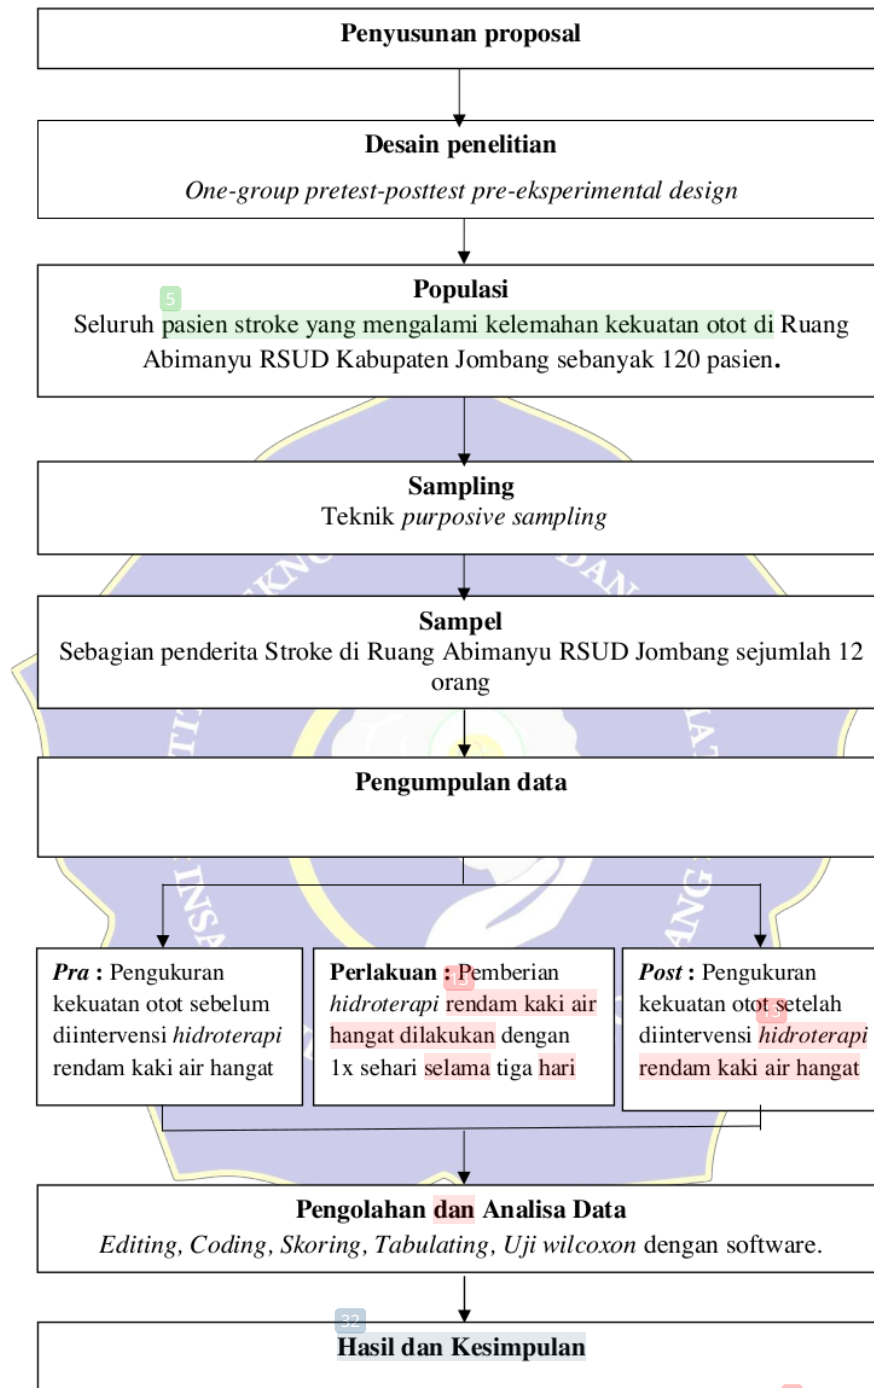 Penyusunan proposal
Desain penelitian
One-group pretest-posttest pre-eksperimental design
Populasi
5
Seluruh pasien stroke yang mengalami kelemahan kekuatan otot di Ruang
Abimanyu RSUD Kabupaten Jombang sebanyak 120 pasien.
Sampling
Teknik purposive sampling
DAN
Sampel
Sebagian penderita Stroke di Ruang Abimanyu RSUD Jombang sejumlah 12
orang
Pengumpulan data
Pra : Pengukuran
kekuatan otot sebelum
diintervensi hidroterapi
rendam kaki air hangat
Perlakuan : Pemberian
13
hidroterapi rendam kaki air
hangat dilakukan dengan
1x sehari selama tiga hari
Post : Pengukuran
kekuatan otot setelah
13
diintervensi hidroterapi
rendam kaki air hangat
Pengolahan dan Analisa Data
Editing, Coding, Skoring, Tabulating, Uji wilcoxon dengan software.
32
Hasil dan Kesimpulan